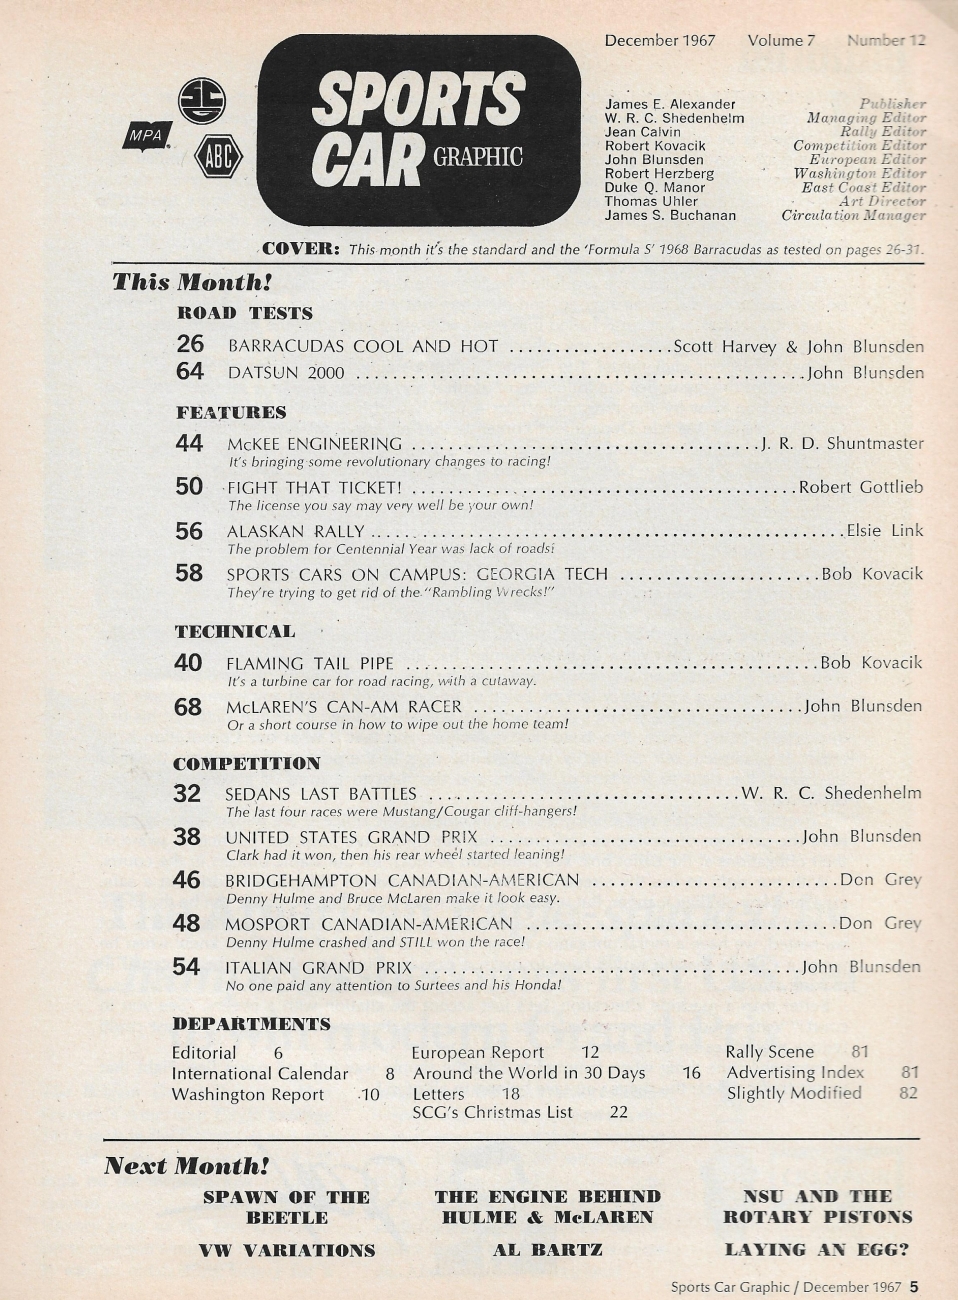 December 1967 Volume 7 Number 12
SPORTS
CAR GRAPHIC
MPA
ABC
James E. Alexander Publisher
W. R. C. Shedenhelm Managing Editor
Jean Calvin Rally Editor
Robert Kovacik Competition Editor
John Blunsden European Editor
Robert Herzberg Washington Editor
Duke Q. Manor East Coast Editor
Thomas Uhler Art Director
James S. Buchanan Circulation Manager
COVER: This month it's the standard and the 'Formula S' 1968 Barracudas as tested on pages 26-31.
This Month!
ROAD TESTS
26 BARRACUDAS COOL AND HOT ..................Scott Harvey & John Blunsden
64 DATSUN 2000 .................................................John Blunsden
FEATURES
44 McKEE ENGINEERING ......................................J. R. D. Shuntmaster
It's bringing some revolutionary changes to racing!
50 FIGHT THAT TICKET! ..........................................Robert Gottlieb
The license you say may very well be your own!
56 ALASKAN RALLY ....................................................Elsie Link
The problem for Centennial Year was lack of roads!
58 SPORTS CARS ON CAMPUS: GEORGIA TECH ......................Bob Kovacik
They're trying to get rid of the "Rambling Wrecks!"
TECHNICAL
40 FLAMING TAIL PIPE .............................................Bob Kovacik
It's a turbine car for road racing, with a cutaway.
68 McLAREN'S CAN-AM RACER ....................................John Blunsden
Or a short course in how to wipe out the home team!
COMPETITION
32 SEDANS LAST BATTLES ..................................W. R. C. Shedenhelm
The last four races were Mustang/Cougar cliff-hangers!
38 UNITED STATES GRAND PRIX ..................................John Blunsden
Clark had it won, then his rear wheel started leaning!
46 BRIDGEHAMPTON CANADIAN-AMERICAN ...........................Don Grey
Denny Hulme and Bruce McLaren make it look easy.
48 MOSPORT CANADIAN-AMERICAN ..................................Don Grey
Denny Hulme crashed and STILL won the race!
54 ITALIAN GRAND PRIX .........................................John Blunsden
No one paid any attention to Surtees and his Honda!
DEPARTMENTS
Editorial 6 European Report 12 Rally Scene 81
International Calendar 8 Around the World in 30 Days 16 Advertising Index 81
Washington Report 10 Letters 18 Slightly Modified 82
SCG's Christmas List 22
Next Month!
SPAWN OF THE THE ENGINE BEHIND NSU AND THE
BEETLE HULME & McLAREN ROTARY PISTONS
VW VARIATIONS AL BARTZ LAYING AN EGG?
Sports Car Graphic / December 1967 5